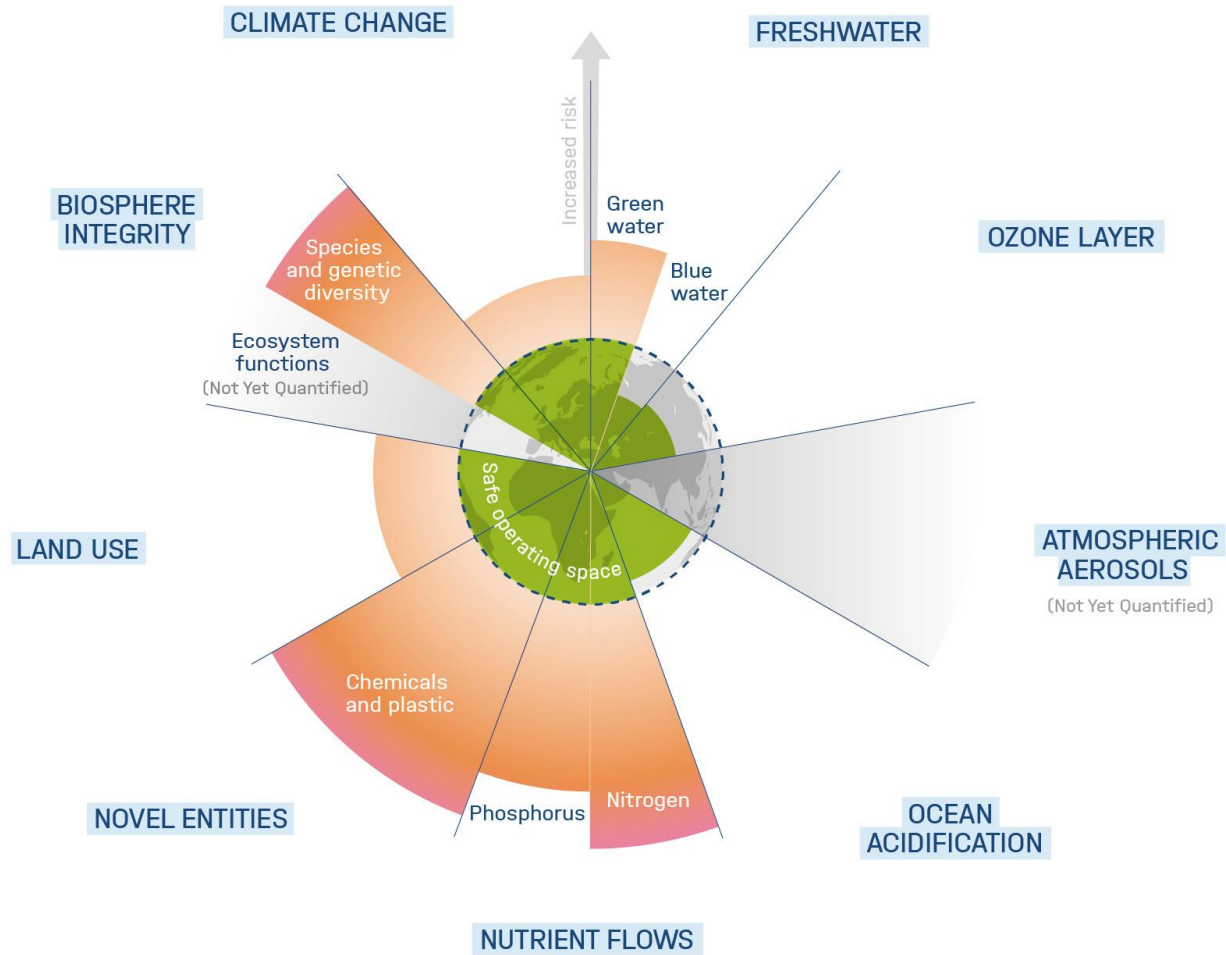 CLIMATE CHANGE
FRESHWATER
Increased risk
Green
water
Blue
water
BIOSPHERE
INTEGRITY
Species
and genetic
diversity
OZONE LAYER
Ecosystem
functions
(Not Yet Quantified)
Safe operating space
LAND USE
ATMOSPHERIC
AEROSOLS
(Not Yet Quantified)
Chemicals
and plastic
NOVEL ENTITIES
Phosphorus
Nitrogen
OCEAN
ACIDIFICATION
NUTRIENT FLOWS